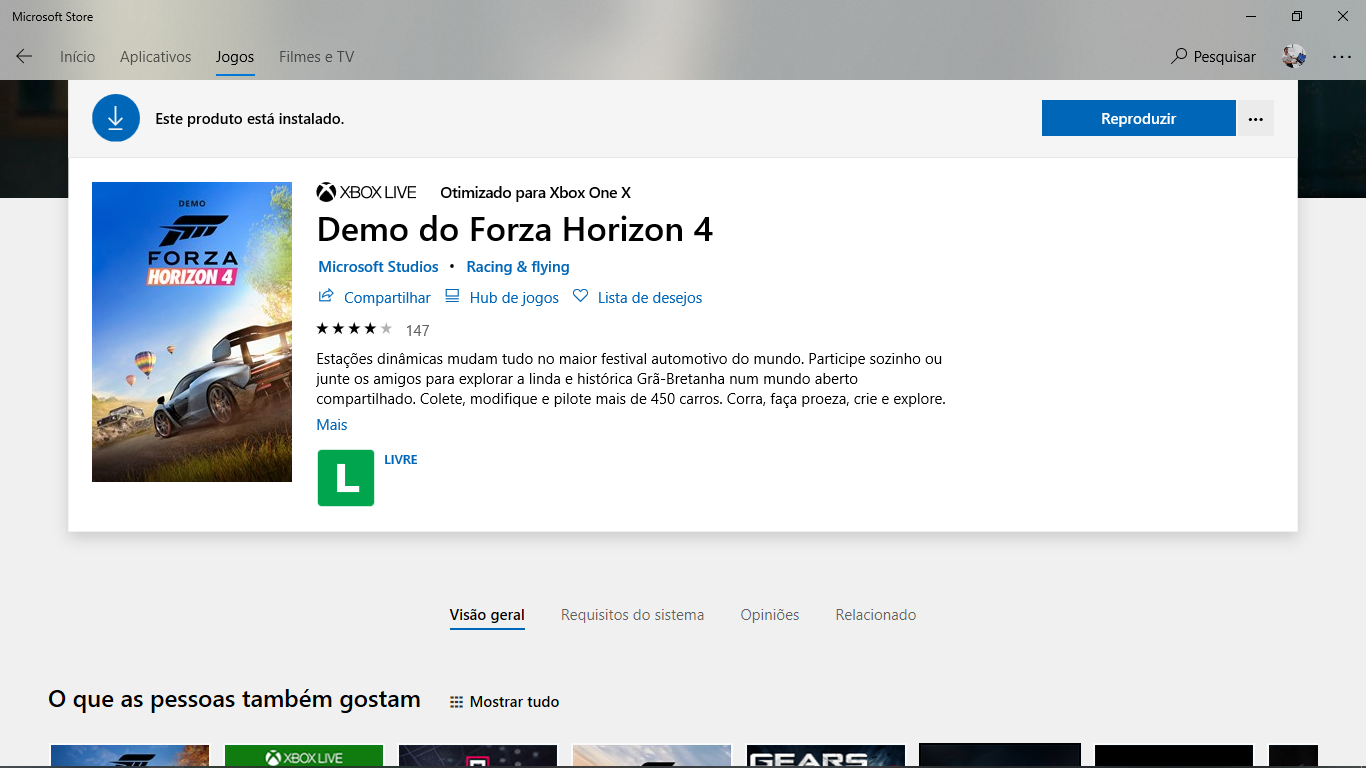 Microsoft Store
Início Aplicativos Jogos Filmes e TV Pesquisar
Este produto está instalado. Reproduzir
DEMO
FORZA
HORIZON 4
XBOX LIVE Otimizado para Xbox One X
Demo do Forza Horizon 4
Microsoft Studios • Racing & flying
Compartilhar Hub de jogos Lista de desejos
147
Estações dinâmicas mudam tudo no maior festival automotivo do mundo. Participe sozinho ou
junte os amigos para explorar a linda e histórica Grã-Bretanha num mundo aberto
compartilhado. Colete, modifique e pilote mais de 450 carros. Corra, faça proeza, crie e explore.
Mais
L LIVRE
Visão geral Requisitos do sistema Opiniões Relacionado
O que as pessoas também gostam Mostrar tudo
XBOX LIVE GEARS